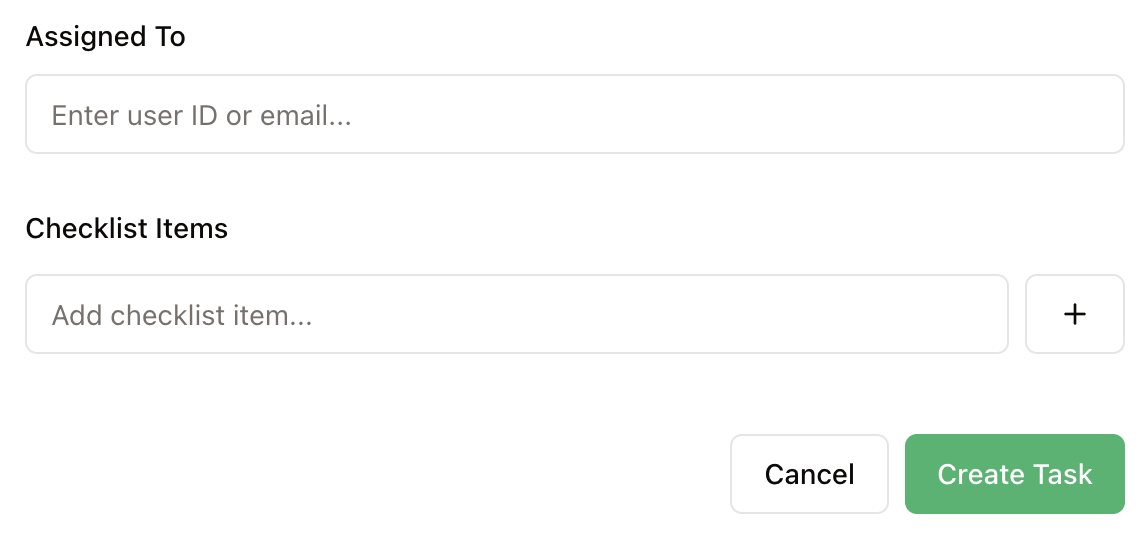 Assigned To
Enter user ID or email...
Checklist Items
Add checklist item...
+
Cancel
Create Task